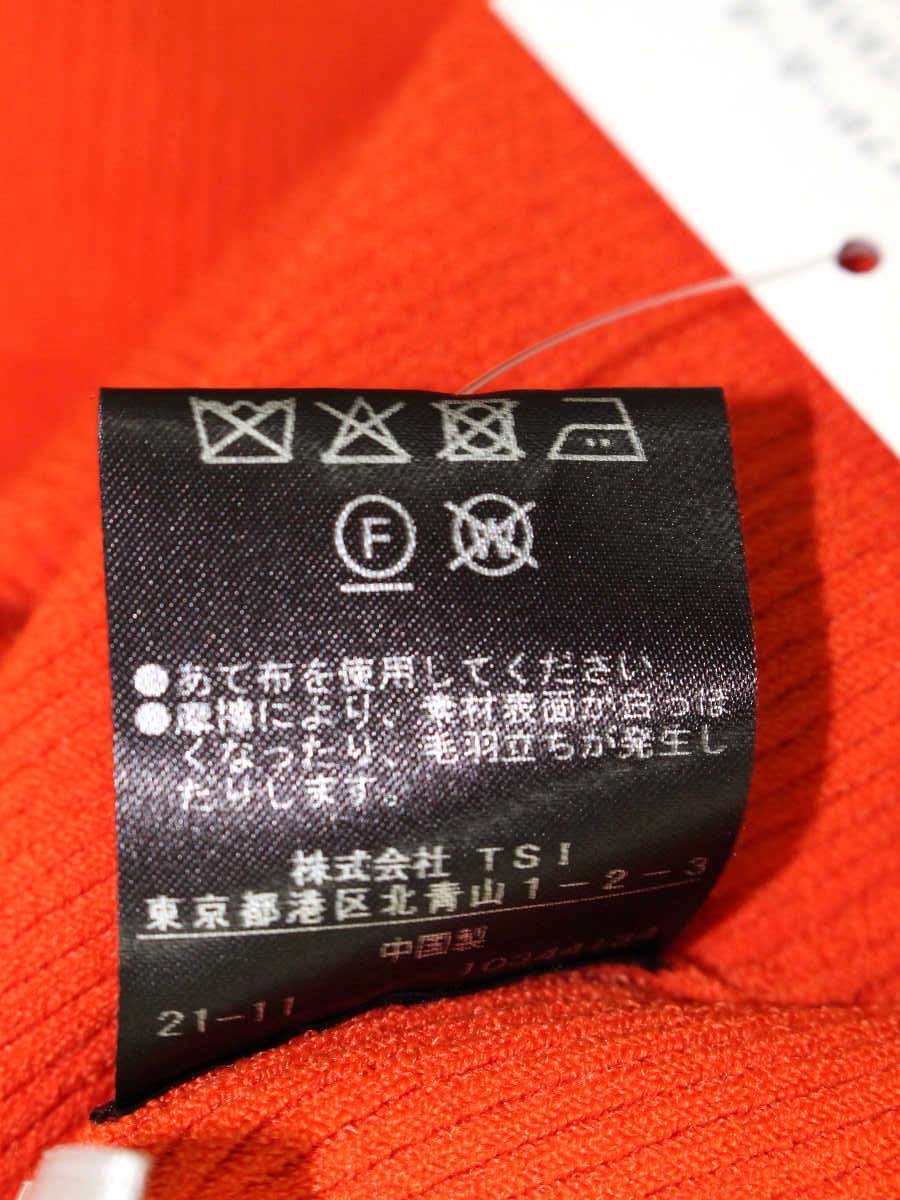 F
W
●あて布を使用してください。
●摩擦により、素材表面が白っぽ
くなったり、毛羽立ちが発生し
たりします。
株式会社 TSI
東京都港区北青山1-2-3
中国製
21-11